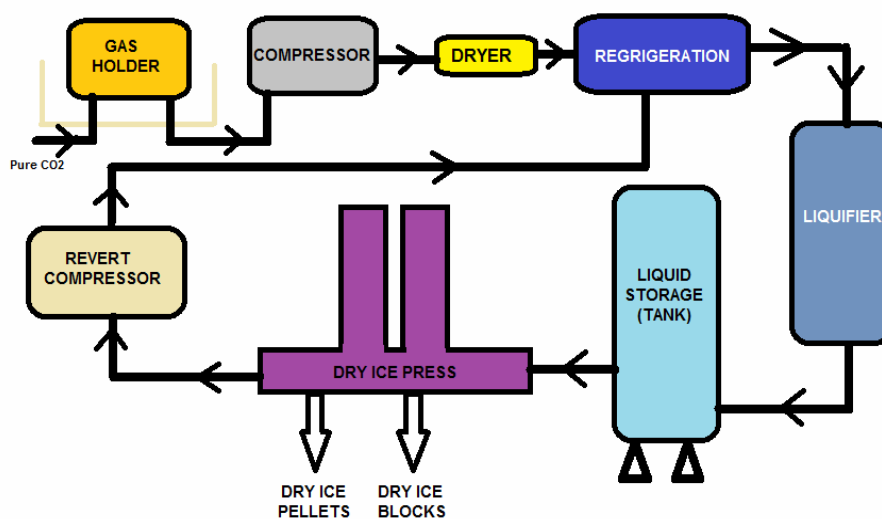 GAS
HOLDER
COMPRESSOR
DRYER
REGRIGERATION
Pure CO2
LIQUIFIER
REVERT
COMPRESSOR
LIQUID
STORAGE
(TANK)
DRY ICE PRESS
DRY ICE
PELLETS
DRY ICE
BLOCKS